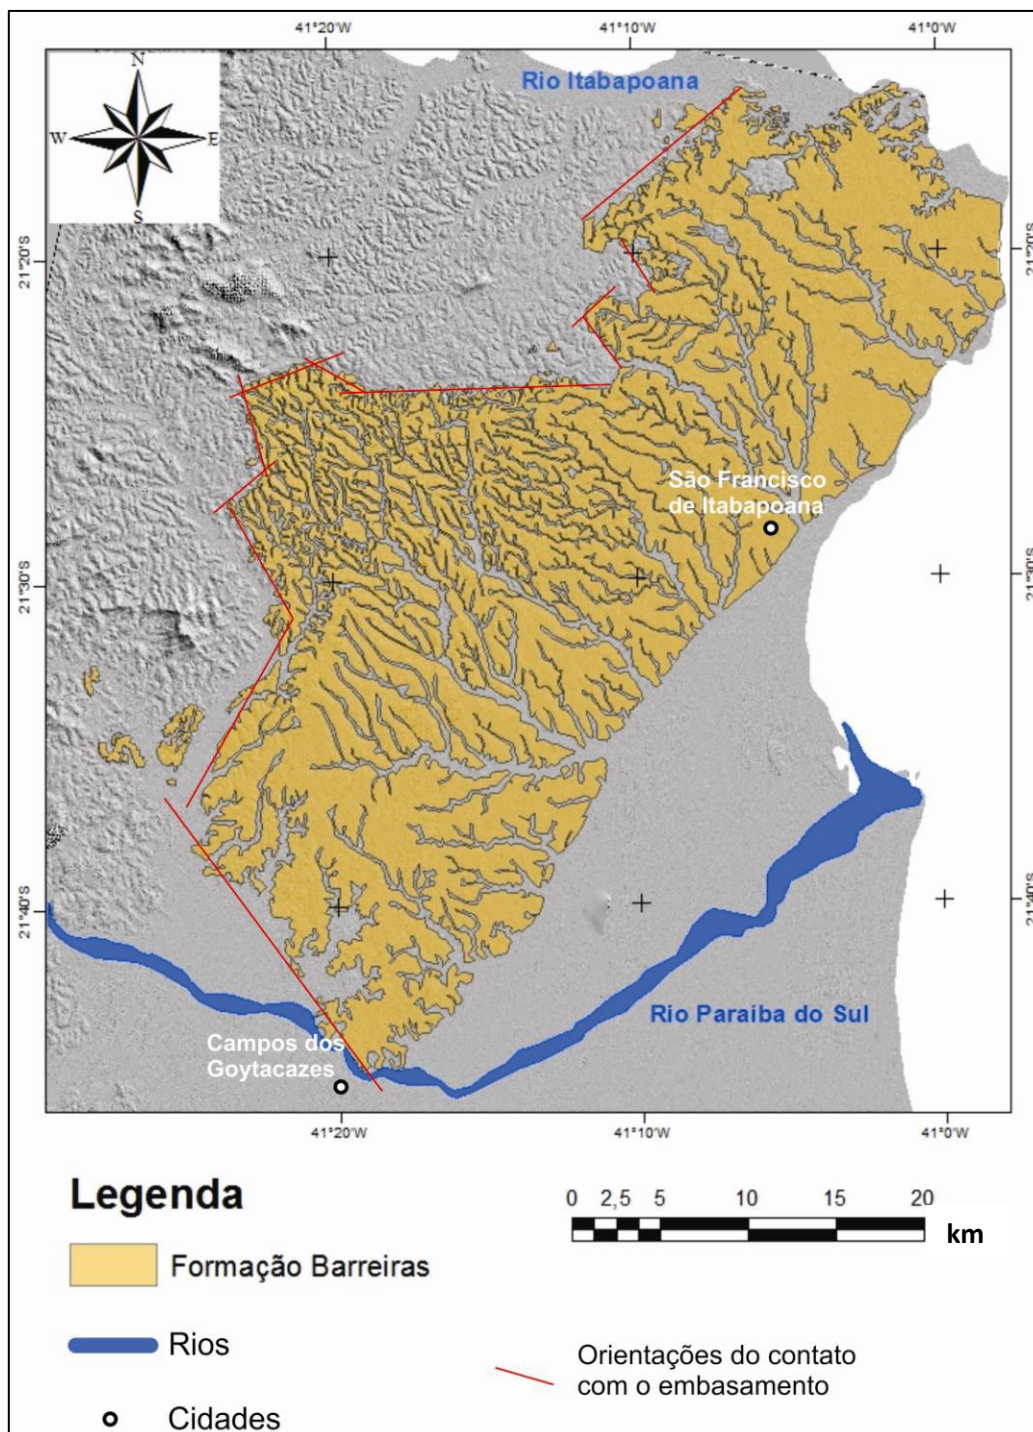 41°20'W 41°10'W 41°0'W
N
W E
S
Rio Itabapoana
21°20'S 21°20'S
São Francisco
de Itabapoana
21°30'S 21°30'S
21°40'S 21°40'S
Rio Paraiba do Sul
Campos dos
Goytacazes
41°20'W 41°10'W 41°0'W
Legenda
0 2,5 5 10 15 20
km
Formação Barreiras
Rios
Orientações do contato
com o embasamento
Cidades